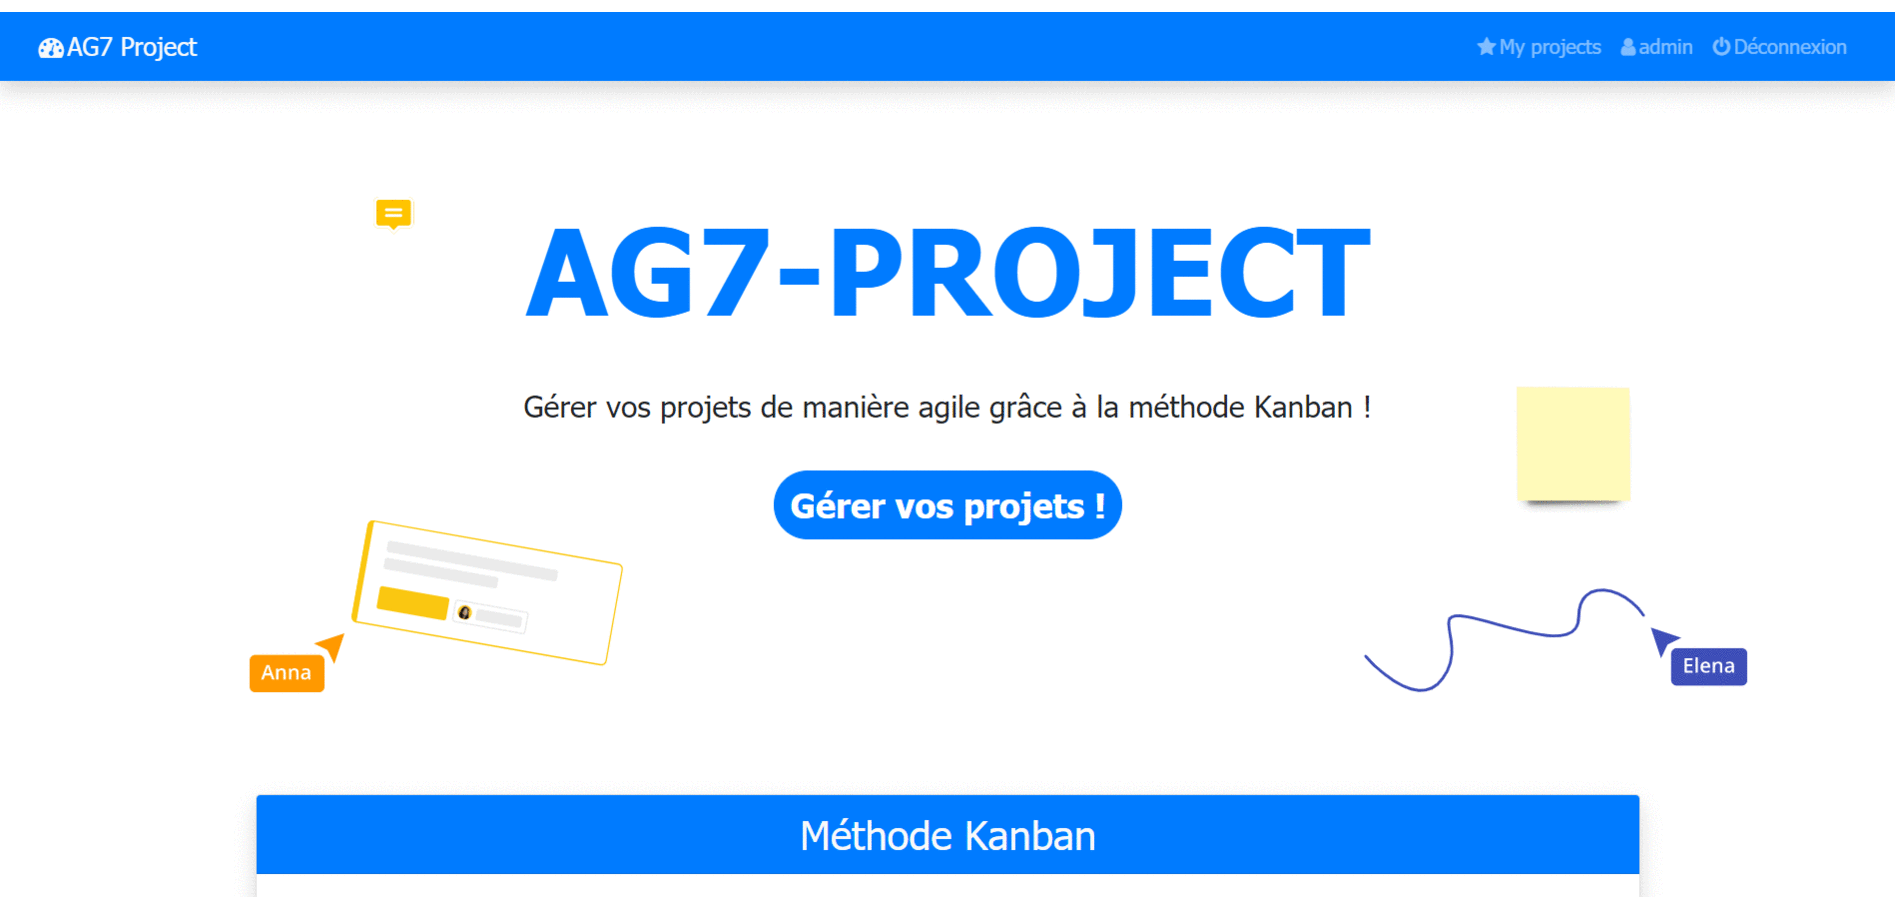 AG7 Project
My projects admin Déconnexion
AG7-PROJECT
Gérer vos projets de manière agile grâce à la méthode Kanban !
Gérer vos projets !
Anna
Elena
Méthode Kanban